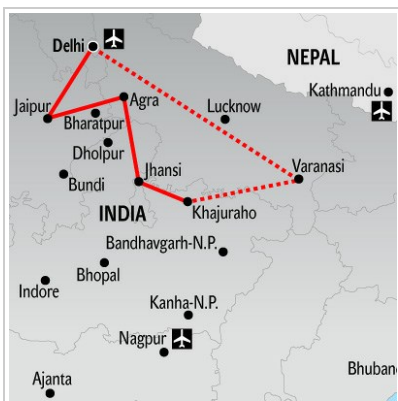 Delhi
NEPAL
Kathmandu
Agra
Jaipur
Bharatpur
Lucknow
Dholpur
Jhansi
Varanasi
Bundi
INDIA
Khajuraho
Bandhavgarh-N.P.
Bhopal
Indore
Kanha-N.P.
Nagpur
Bhuban
Ajanta